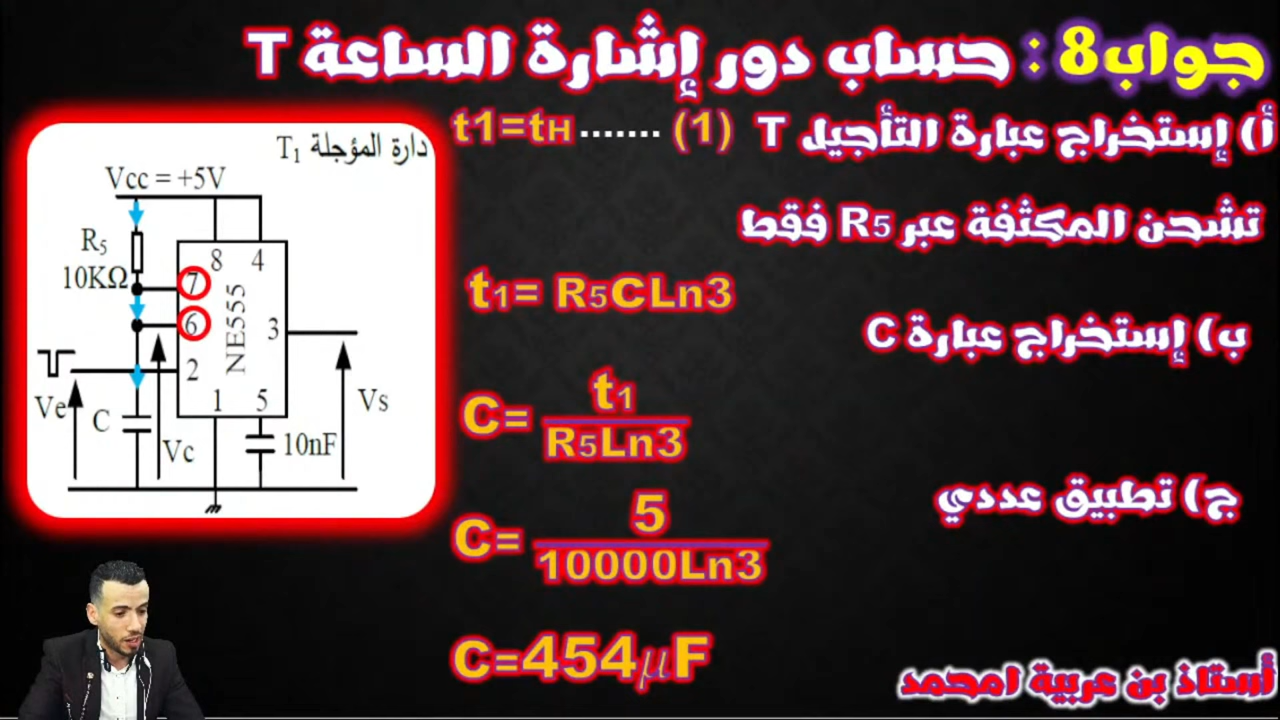 جواب8 : حساب دور إشارة الساعة T
أ) إستخراج عبارة التأجيل T
t1=tH ....... (1)
تشحن المكثفة عبر R5 فقط
t1= R5CLn3
ب) إستخراج عبارة C
C= t1
R5Ln3
ج) تطبيق عددي
C= 5
10000Ln3
C=454µF
دارة المؤجلة T1
Vcc = +5V
R5
10KΩ
8 4
7
6
NE555
3
2
1 5
Ve
C
Vc
10nF
Vs
أستاذ بن عربية امحمد